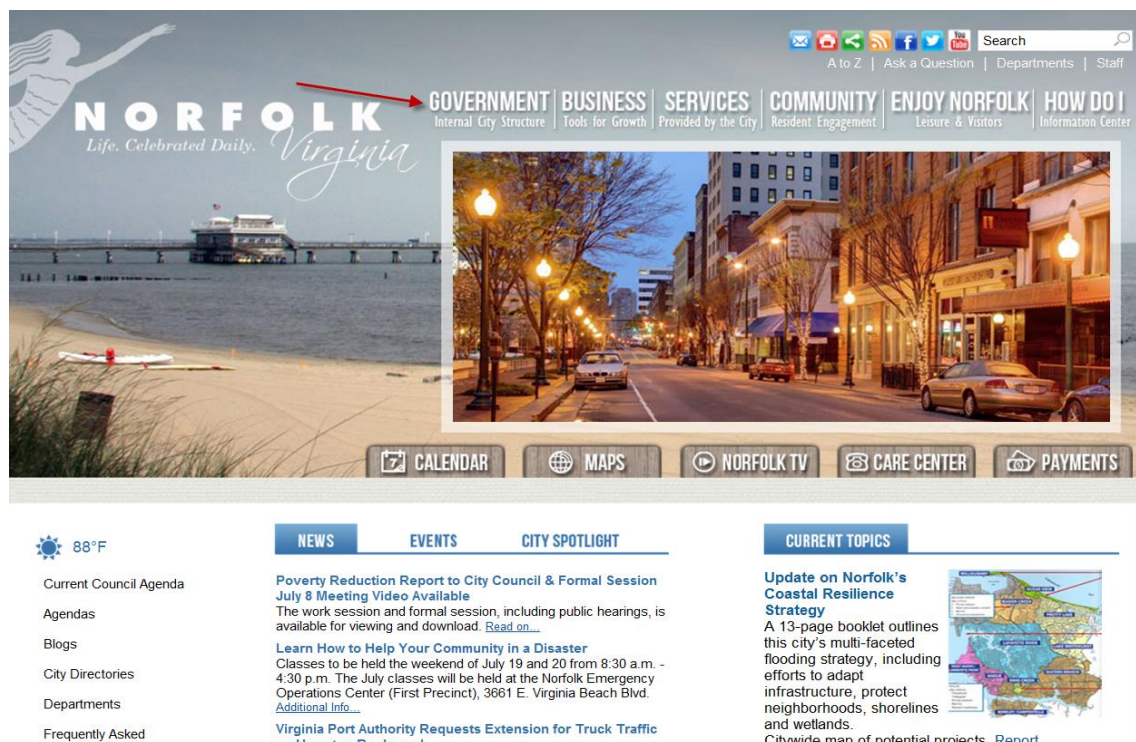 You Tube
Search
A to Z | Ask a Question | Departments | Staff
NORFOLK
Life. Celebrated Daily.
Virginia
GOVERNMENT
Internal City Structure
BUSINESS
Tools for Growth
SERVICES
Provided by the City
COMMUNITY
Resident Engagement
ENJOY NORFOLK
Leisure & Visitors
HOW DO I
Information Center
7
CALENDAR
MAPS
NORFOLK TV
CARE CENTER
PAYMENTS
88°F
Current Council Agenda
Agendas
Blogs
City Directories
Departments
Frequently Asked
NEWS
EVENTS
CITY SPOTLIGHT
Poverty Reduction Report to City Council & Formal Session
July 8 Meeting Video Available
The work session and formal session, including public hearings, is
available for viewing and download. Read on...
Learn How to Help Your Community in a Disaster
Classes to be held the weekend of July 19 and 20 from 8:30 a.m. -
4:30 p.m. The July classes will be held at the Norfolk Emergency
Operations Center (First Precinct), 3661 E. Virginia Beach Blvd.
Additional Info...
Virginia Port Authority Requests Extension for Truck Traffic
CURRENT TOPICS
Update on Norfolk's
Coastal Resilience
Strategy
A 13-page booklet outlines
this city's multi-faceted
flooding strategy, including
efforts to adapt
infrastructure, protect
neighborhoods, shorelines
and wetlands.
Citywide map of potential projects. Report